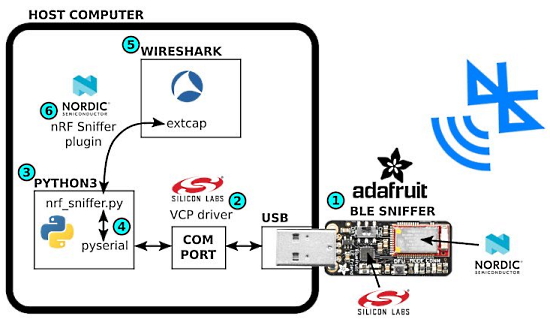 HOST COMPUTER
5
WIRESHARK
extcap
NORDIC
SEMICONDUCTOR
6
nRF Sniffer
plugin
3
PYTHON3
nrf_sniffer.py
4
pyserial
SILICON LABS
2
VCP driver
COM
PORT
USB
1
adafruit
BLE SNIFFER
NORDIC
SEMICONDUCTOR
SILICON LABS